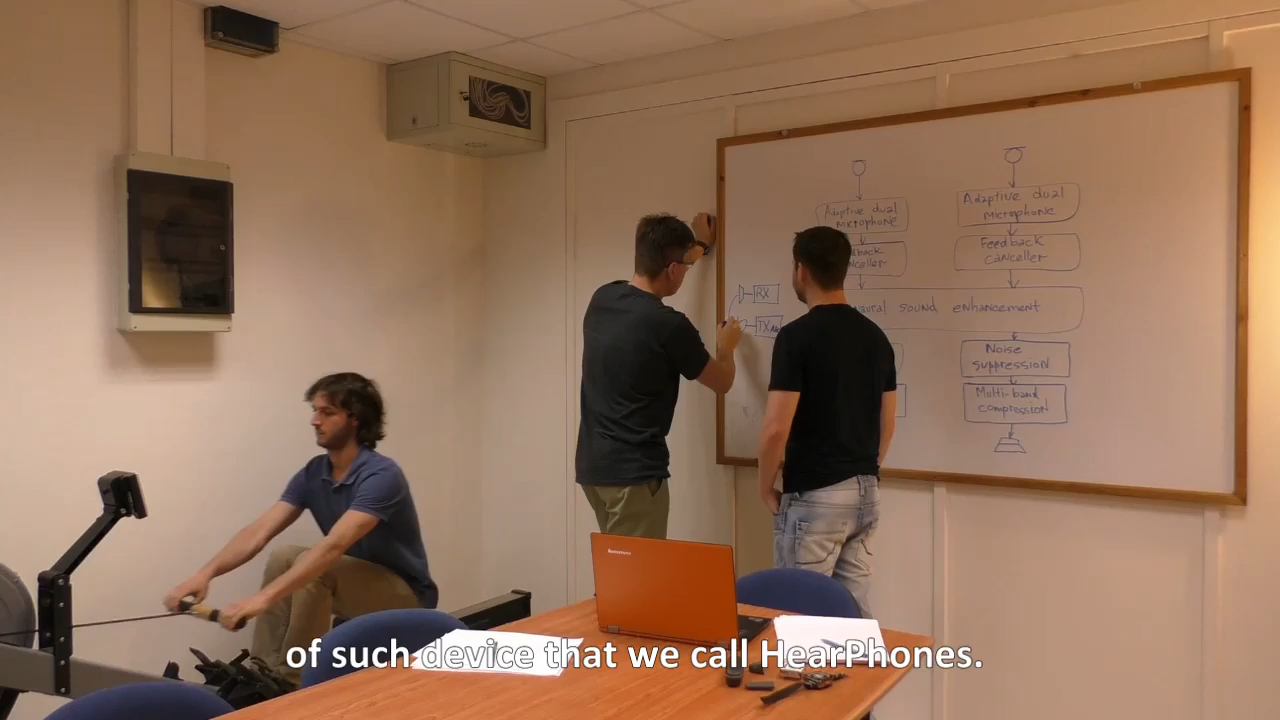 Adaptive dual
microphone
Adaptive dual
microphone
Feedback
canceller
RX
TX
sound enhancement
Noise
suppression
Multi-band
compression
lenovo
of such device that we call HearPhones.